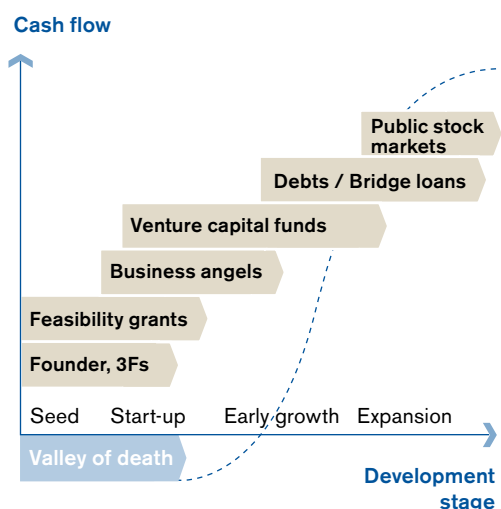 Cash flow
Public stock
markets
Debts / Bridge loans
Venture capital funds
Business angels
Feasibility grants
Founder, 3Fs
Seed Start-up Early growth Expansion
Valley of death
Development
stage